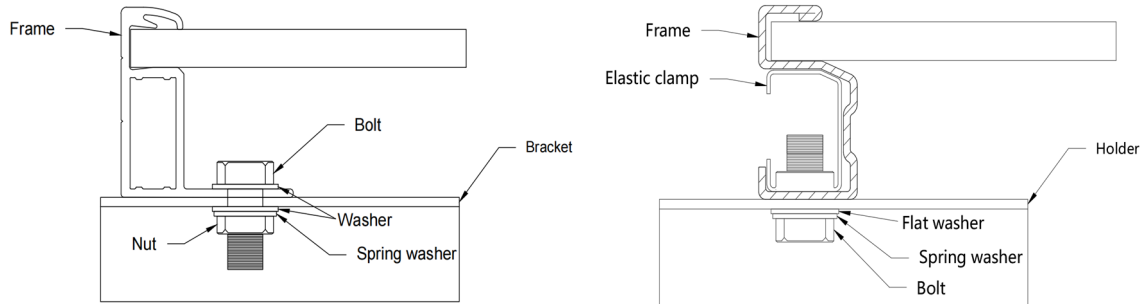 Frame
Bolt
Bracket
Washer
Nut
Spring washer
Frame
Elastic clamp
Holder
Flat washer
Spring washer
Bolt